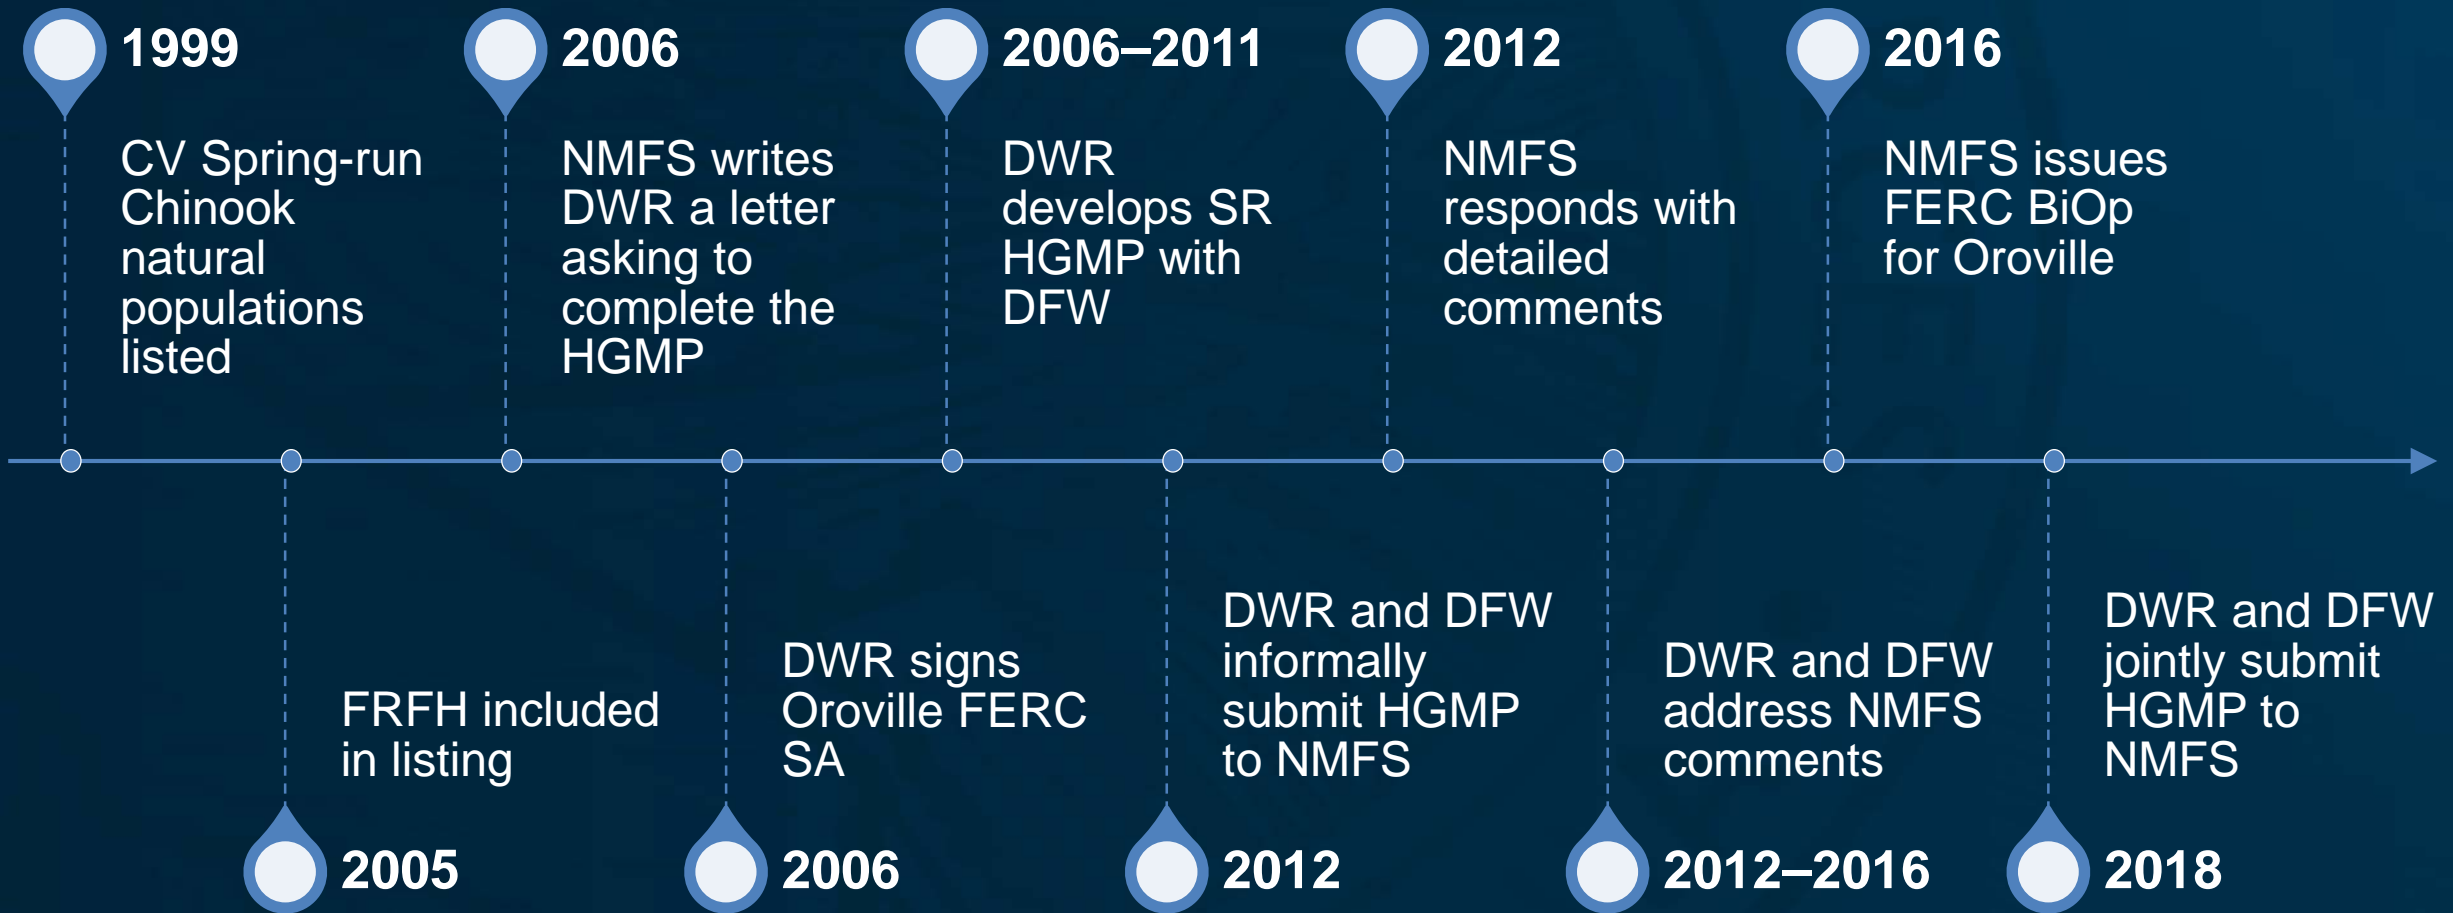 1999
CV Spring-run
Chinook
natural
populations
listed
2005
FRFH included
in listing
2006
NMFS writes
DWR a letter
asking to
complete the
HGMP
2006
DWR signs
Oroville FERC
SA
2006–2011
DWR
develops SR
HGMP with
DFW
2012
DWR and DFW
informally
submit HGMP
to NMFS
2012
NMFS
responds with
detailed
comments
2012–2016
DWR and DFW
address NMFS
comments
2016
NMFS issues
FERC BiOp
for Oroville
2018
DWR and DFW
jointly submit
HGMP to
NMFS